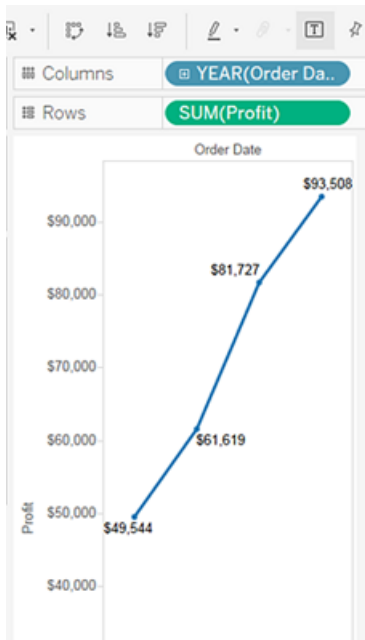 Columns
YEAR(Order Da..
Rows
SUM(Profit)
Order Date
$93,508
$90,000
$81,727
$80,000
$70,000
$60,000
$61,619
$50,000
Profit
$49,544
$40,000
T